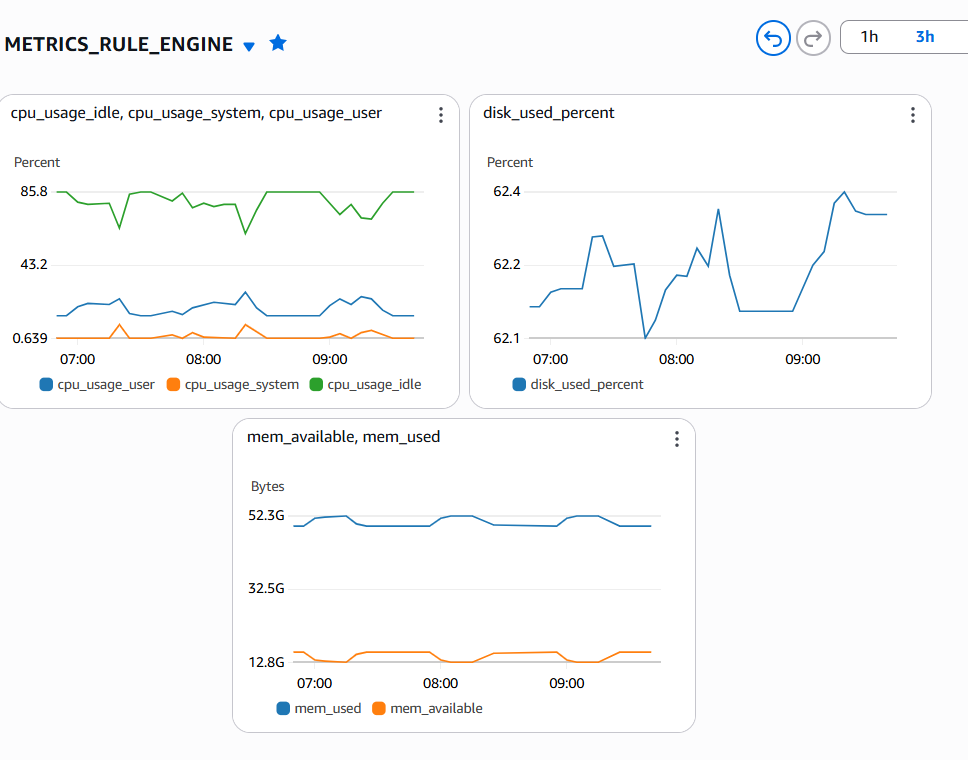 METRICS_RULE_ENGINE
1h 3h
cpu_usage_idle, cpu_usage_system, cpu_usage_user
Percent
85.8
43.2
0.639
07:00 08:00 09:00
cpu_usage_user cpu_usage_system cpu_usage_idle
disk_used_percent
Percent
62.4
62.2
62.1
07:00 08:00 09:00
disk_used_percent
mem_available, mem_used
Bytes
52.3G
32.5G
12.8G
07:00 08:00 09:00
mem_used mem_available